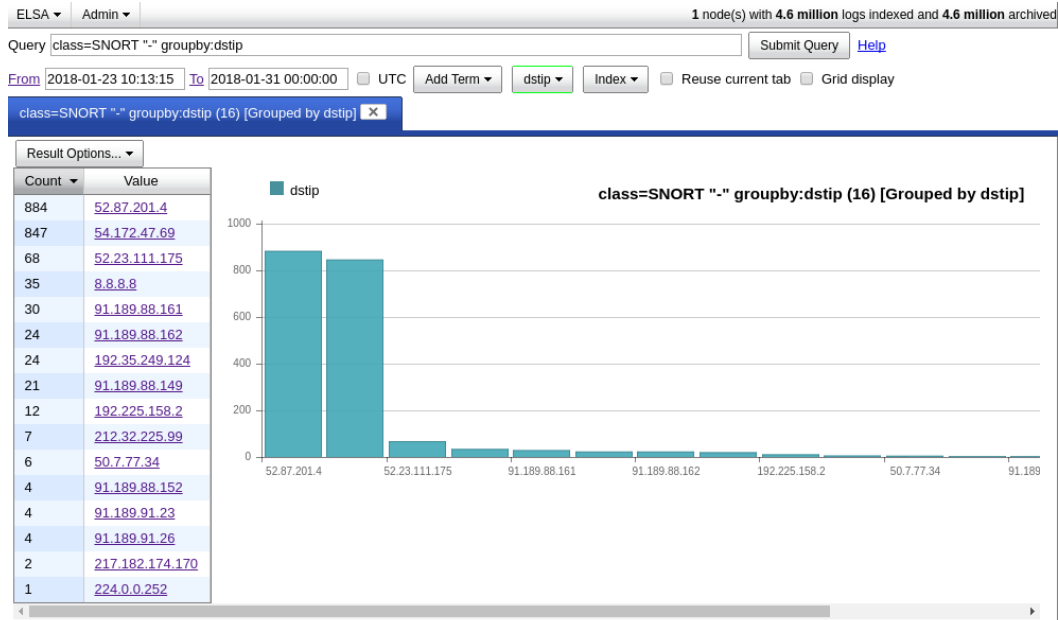 ELSA Admin 1 node(s) with 4.6 million logs indexed and 4.6 million archived
Query class=SNORT "-" groupby:dstip Submit Query Help
From 2018-01-23 10:13:15 To 2018-01-31 00:00:00 UTC Add Term dstip Index Reuse current tab Grid display
class=SNORT "-" groupby:dstip (16) [Grouped by dstip] ✕
Result Options...
Count Value
884 52.87.201.4
847 54.172.47.69
68 52.23.111.175
35 8.8.8.8
30 91.189.88.161
24 91.189.88.162
24 192.35.249.124
21 91.189.88.149
12 192.225.158.2
7 212.32.225.99
6 50.7.77.34
4 91.189.88.152
4 91.189.91.23
4 91.189.91.26
2 217.182.174.170
1 224.0.0.252
dstip
class=SNORT "-" groupby:dstip (16) [Grouped by dstip]
1000
800
600
400
200
0
52.87.201.4 52.23.111.175 91.189.88.161 91.189.88.162 192.225.158.2 50.7.77.34 91.189